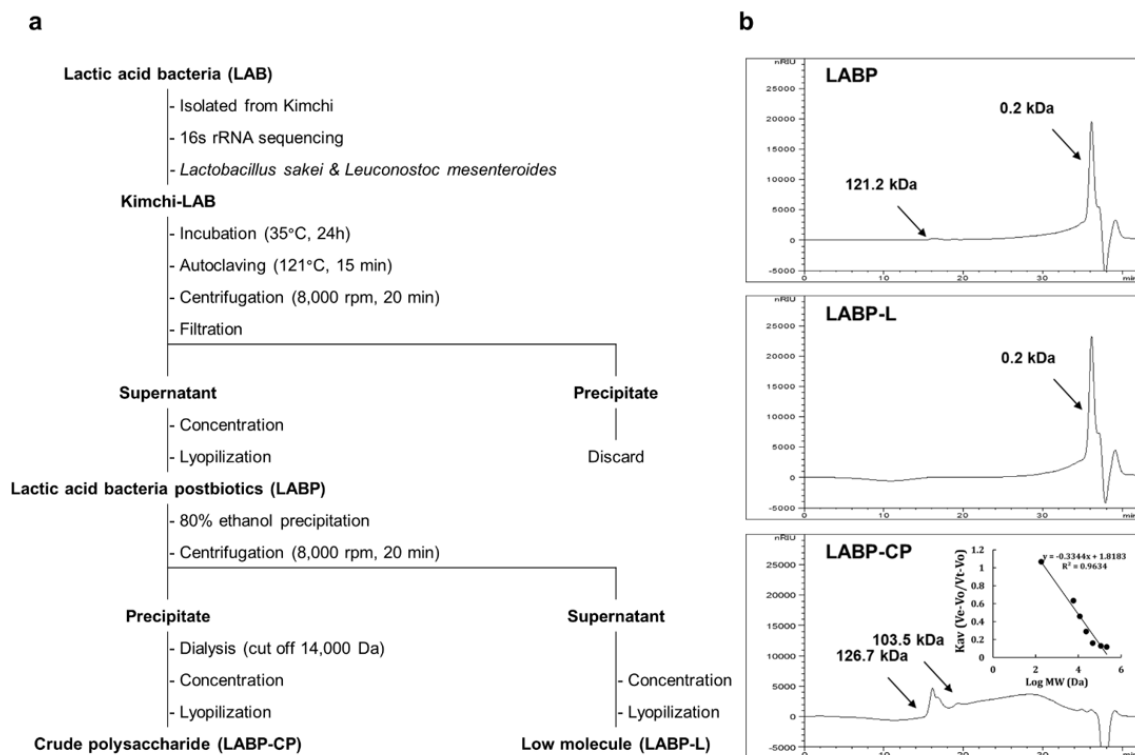 a
Lactic acid bacteria (LAB)
- Isolated from Kimchi
- 16s rRNA sequencing
- Lactobacillus sakei & Leuconostoc mesenteroides
Kimchi-LAB
- Incubation (35°C, 24h)
- Autoclaving (121°C, 15 min)
- Centrifugation (8,000 rpm, 20 min)
- Filtration
Supernatant Precipitate
- Concentration
- Lyopilization Discard
Lactic acid bacteria postbiotics (LABP)
- 80% ethanol precipitation
- Centrifugation (8,000 rpm, 20 min)
Precipitate Supernatant
- Dialysis (cut off 14,000 Da)
- Concentration - Concentration
- Lyopilization - Lyopilization
Crude polysaccharide (LABP-CP) Low molecule (LABP-L)
b
nRIU
LABP
25000
0.2 kDa
20000
15000
10000
121.2 kDa
5000
0
-5000
10 20 30 min
nRIU
LABP-L
25000
20000
0.2 kDa
15000
10000
5000
0
-5000
10 20 30 min
nRIU
LABP-CP
25000
20000
15000
10000
103.5 kDa
126.7 kDa
5000
0
-5000
10 20 30 min
y = -0.3344x + 1.8183
R² = 0.9634
Kav (Ve-Vo/Vt-Vo)
1.2
1
0.8
0.6
0.4
0.2
0
0 2 4 6
Log MW (Da)